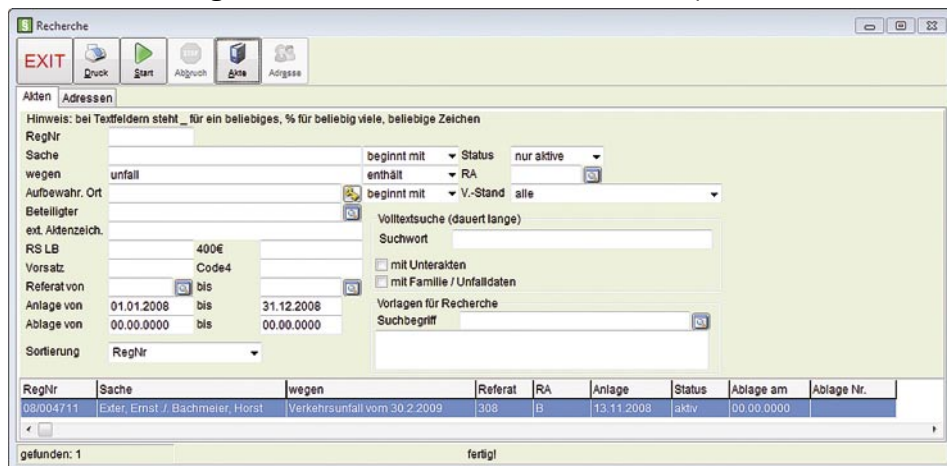 Recherche
EXIT Druck Start Abbruch Akte Adresse
Akten Adressen
Hinweis: bei Textfeldern steht _ für ein beliebiges, % für beliebig viele, beliebige Zeichen
RegNr
Sache beginnt mit Status nur aktive
wegen unfall enthält RA
Aufbewahr. Ort beginnt mit V.-Stand alle
Beteiligter
Volltextsuche (dauert lange)
ext. Aktenzeich.
Suchwort
RS LB 400€
Vorsatz Code4 mit Unterakten
Referat von bis mit Familie / Unfalldaten
Anlage von 01.01.2008 bis 31.12.2008 Vorlagen für Recherche
Ablage von 00.00.0000 bis 00.00.0000 Suchbegriff
Sortierung RegNr
RegNr Sache wegen Referat RA Anlage Status Ablage am Ablage Nr.
08/004711 Exter, Ernst ./. Bachmeier, Horst Verkehrsunfall vom 30.2.2009 308 B 13.11.2008 aktiv 00.00.0000
gefunden: 1 fertig!